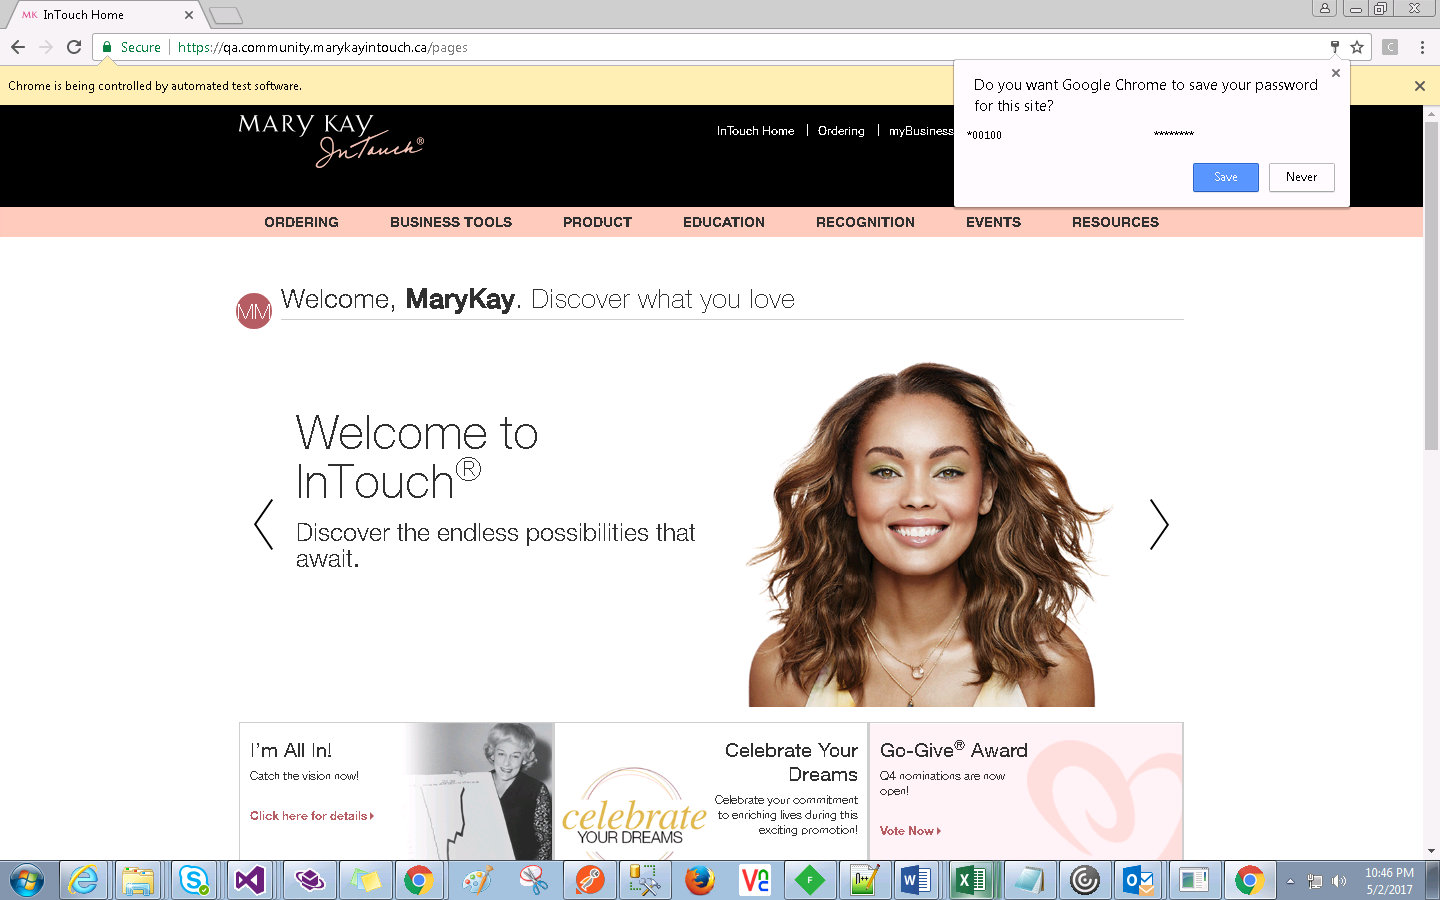 MK InTouch Home
Secure https://qa.community.marykayintouch.ca/pages
C
Chrome is being controlled by automated test software.
Do you want Google Chrome to save your password
for this site?
*00100 ********
Save Never
MARY KAY
InTouch®
InTouch Home Ordering myBusiness
ORDERING BUSINESS TOOLS PRODUCT EDUCATION RECOGNITION EVENTS RESOURCES
MM
Welcome, MaryKay. Discover what you love
Welcome to
InTouch®
Discover the endless possibilities that
await.
I'm All In!
Catch the vision now!
Click here for details
Celebrate Your
Dreams
Celebrate your commitment
to enriching lives during this
exciting promotion!
celebrate
YOUR DREAMS
Go-Give® Award
Q4 nominations are now
open!
Vote Now
10:46 PM
5/2/2017